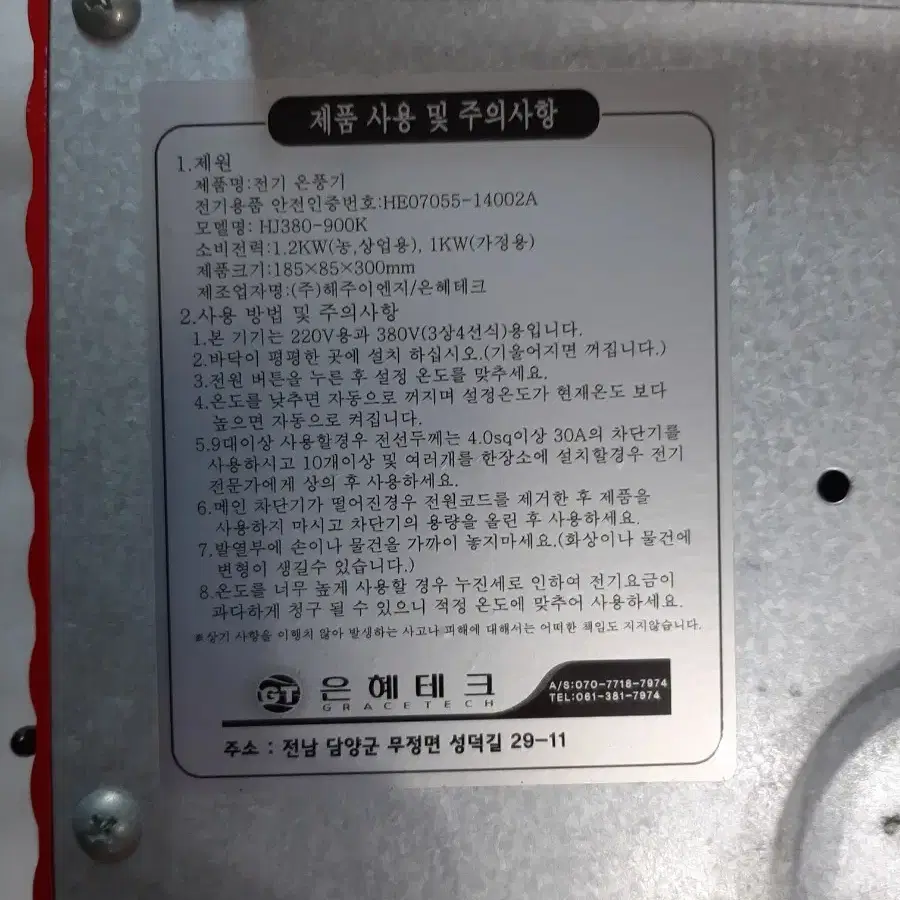 제품 사용 및 주의사항
1.제원
제품명:전기 온풍기
전기용품 안전인증번호:HE07055-14002A
모델명: HJ380-900K
소비전력:1.2KW(농,상업용), 1KW(가정용)
제품크기:185×85×300mm
제조업자명:(주)해주이엔지/은혜테크
2.사용 방법 및 주의사항
1.본 기기는 220V용과 380V(3상4선식)용입니다.
2.바닥이 평평한 곳에 설치 하십시오.(기울어지면 꺼집니다.)
3.전원 버튼을 누른 후 설정 온도를 맞추세요.
4.온도를 낮추면 자동으로 꺼지며 설정온도가 현재온도 보다
높으면 자동으로 켜집니다.
5.9대이상 사용할경우 전선두께는 4.0sq이상 30A의 차단기를
사용하시고 10개이상 및 여러개를 한장소에 설치할경우 전기
전문가에게 상의 후 사용하세요.
6.메인 차단기가 떨어진경우 전원코드를 제거한 후 제품을
사용하지 마시고 차단기의 용량을 올린 후 사용하세요.
7.발열부에 손이나 물건을 가까이 놓지마세요.(화상이나 물건에
변형이 생길수 있습니다.)
8.온도를 너무 높게 사용할 경우 누진세로 인하여 전기요금이
과다하게 청구 될 수 있으니 적정 온도에 맞추어 사용하세요.
※상기 사항을 이행치 않아 발생하는 사고나 피해에 대해서는 어떠한 책임도 지지않습니다.
GT 은혜테크
GRACETECH
A/S:070-7718-7974
TEL:061-381-7974
주소 : 전남 담양군 무정면 성덕길 29-11